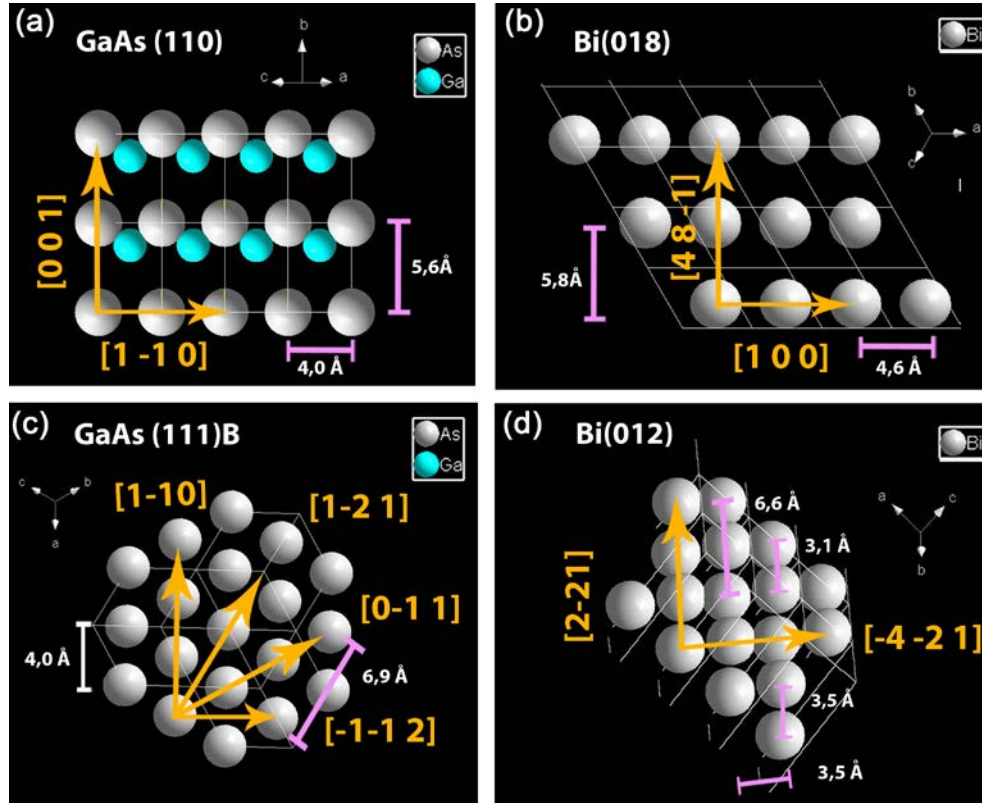 (a)
GaAs (110)
b
c
a
As
Ga
[0 0 1]
5,6Å
[1 -1 0]
4,0 Å
(b)
Bi(018)
Bi
b
a
c
[4 8 -1]
5,8Å
[1 0 0]
4,6 Å
(c)
GaAs (111)B
As
Ga
c
b
a
[1-10]
[1-2 1]
[0-1 1]
4,0 Å
6,9 Å
[-1-1 2]
(d)
Bi(012)
Bi
6,6 Å
a
c
b
3,1 Å
[2-21]
[-4 -2 1]
3,5 Å
3,5 Å